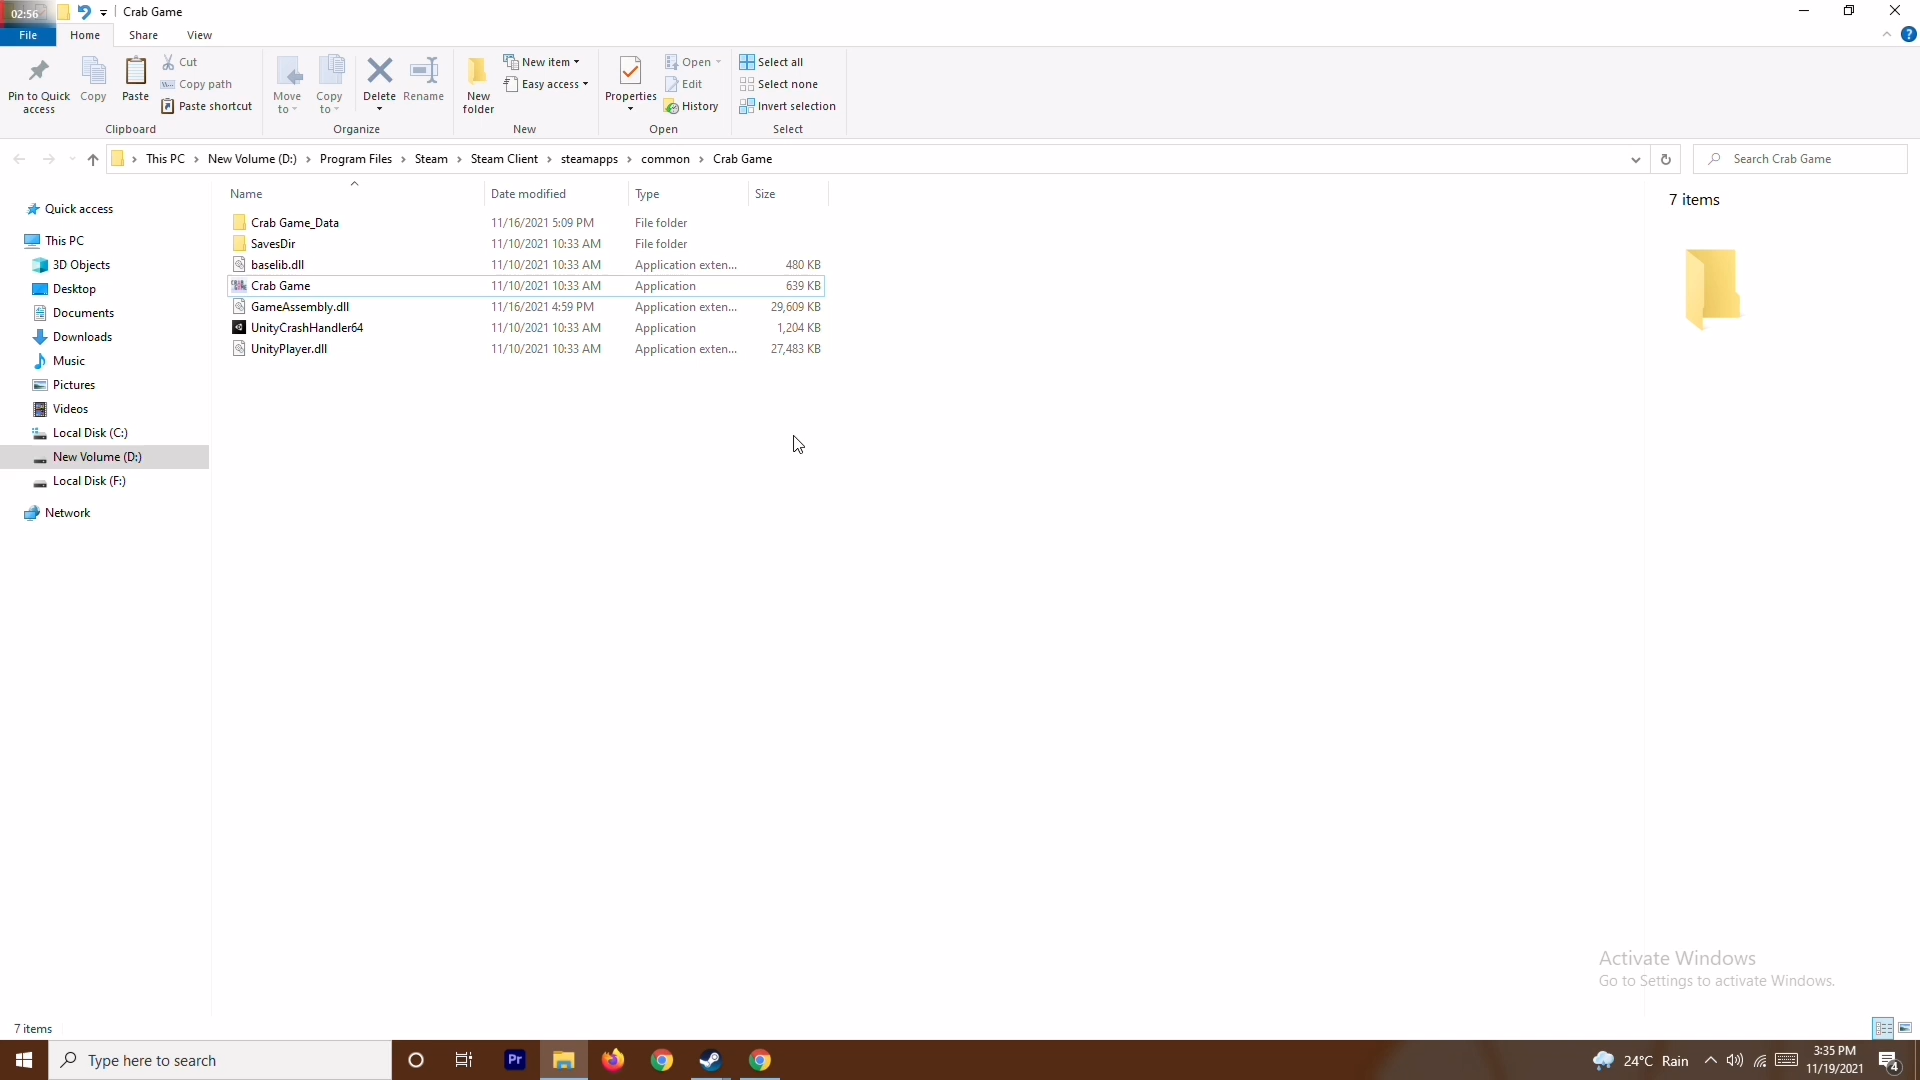 02:56 Crab Game
File Home Share View
Pin to Quick access
Copy
Paste
Cut
Copy path
Paste shortcut
Clipboard
Move to
Copy to
Delete
Rename
Organize
New folder
New item
Easy access
New
Properties
Open
Edit
History
Open
Select all
Select none
Invert selection
Select
This PC > New Volume (D:) > Program Files > Steam > Steam Client > steamapps > common > Crab Game
Search Crab Game
Quick access
This PC
3D Objects
Desktop
Documents
Downloads
Music
Pictures
Videos
Local Disk (C:)
New Volume (D:)
Local Disk (F:)
Network
Name Date modified Type Size
Crab Game_Data 11/16/2021 5:09 PM File folder
SavesDir 11/10/2021 10:33 AM File folder
baselib.dll 11/10/2021 10:33 AM Application exten... 480 KB
Crab Game 11/10/2021 10:33 AM Application 639 KB
GameAssembly.dll 11/16/2021 4:59 PM Application exten... 29,609 KB
UnityCrashHandler64 11/10/2021 10:33 AM Application 1,204 KB
UnityPlayer.dll 11/10/2021 10:33 AM Application exten... 27,483 KB
7 items
Activate Windows
Go to Settings to activate Windows.
7 items
Type here to search
Pr
24°C Rain
3:35 PM
11/19/2021
4